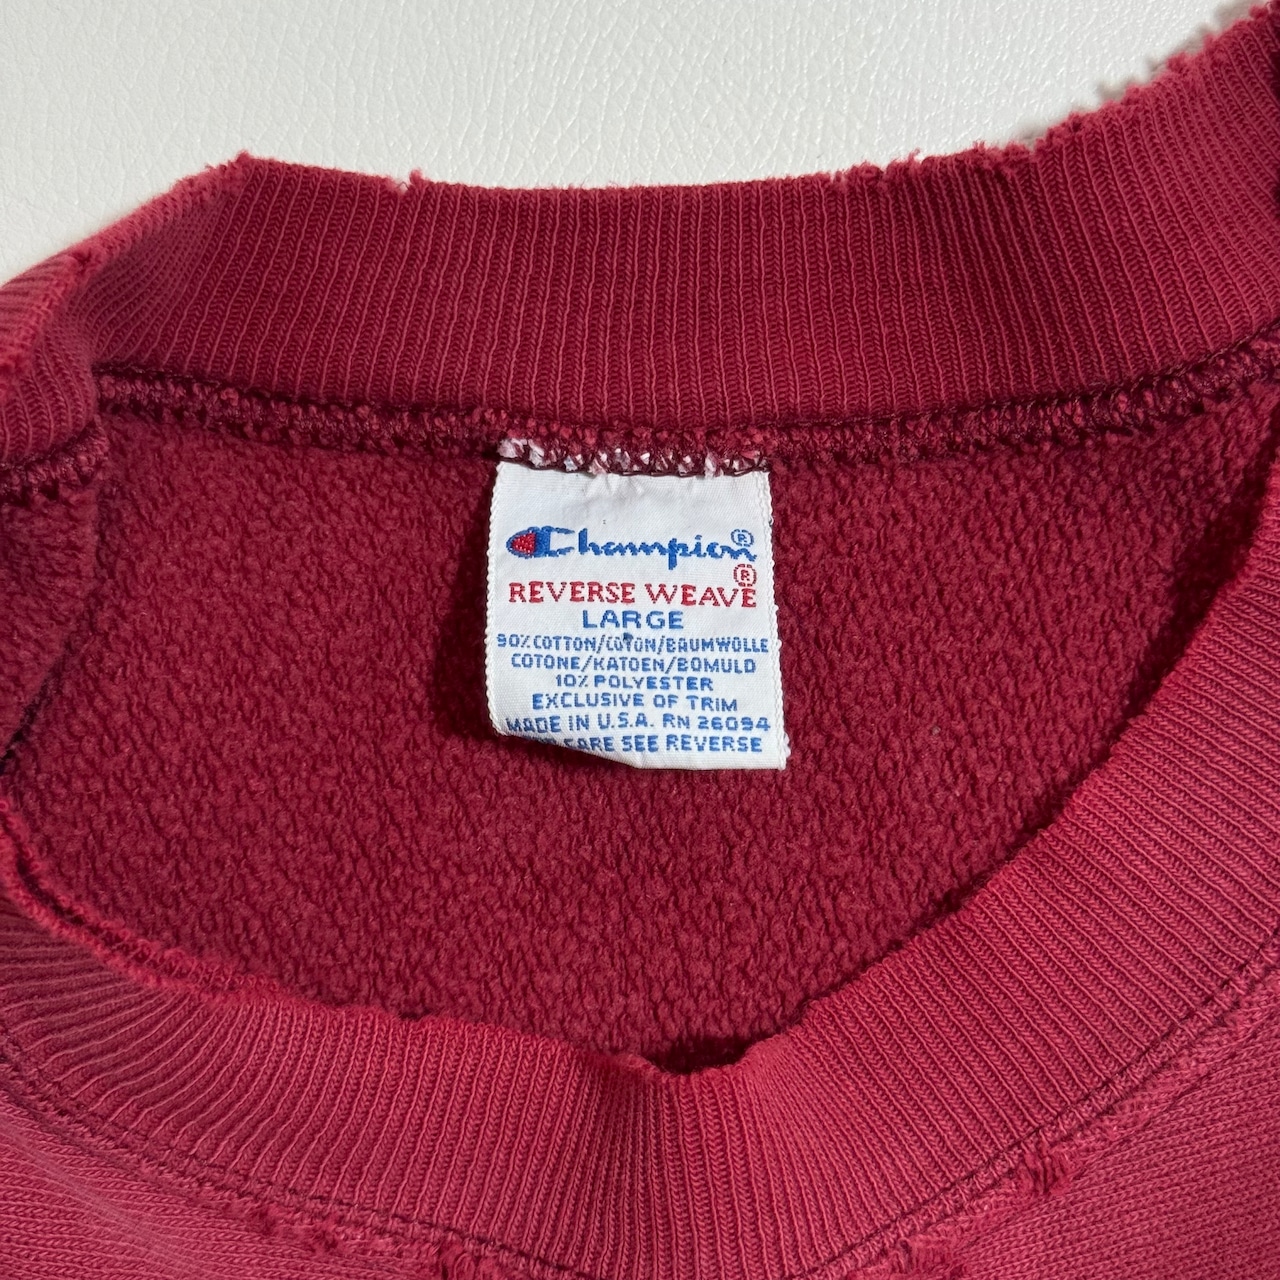 Champion®
REVERSE WEAVE®
LARGE
90% COTTON/COTON/BAUMWOLLE
COTONE/KATOEN/BOMULD
10% POLYESTER
EXCLUSIVE OF TRIM
MADE IN U.S.A. RN 26094
CARE SEE REVERSE